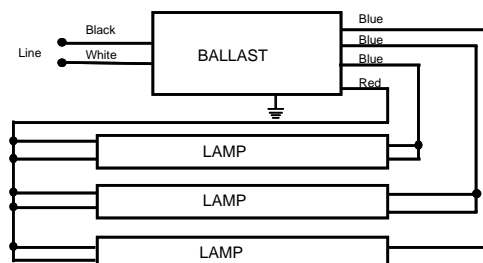 Black
Blue
Blue
Line
White
BALLAST
Blue
Red
LAMP
LAMP
LAMP